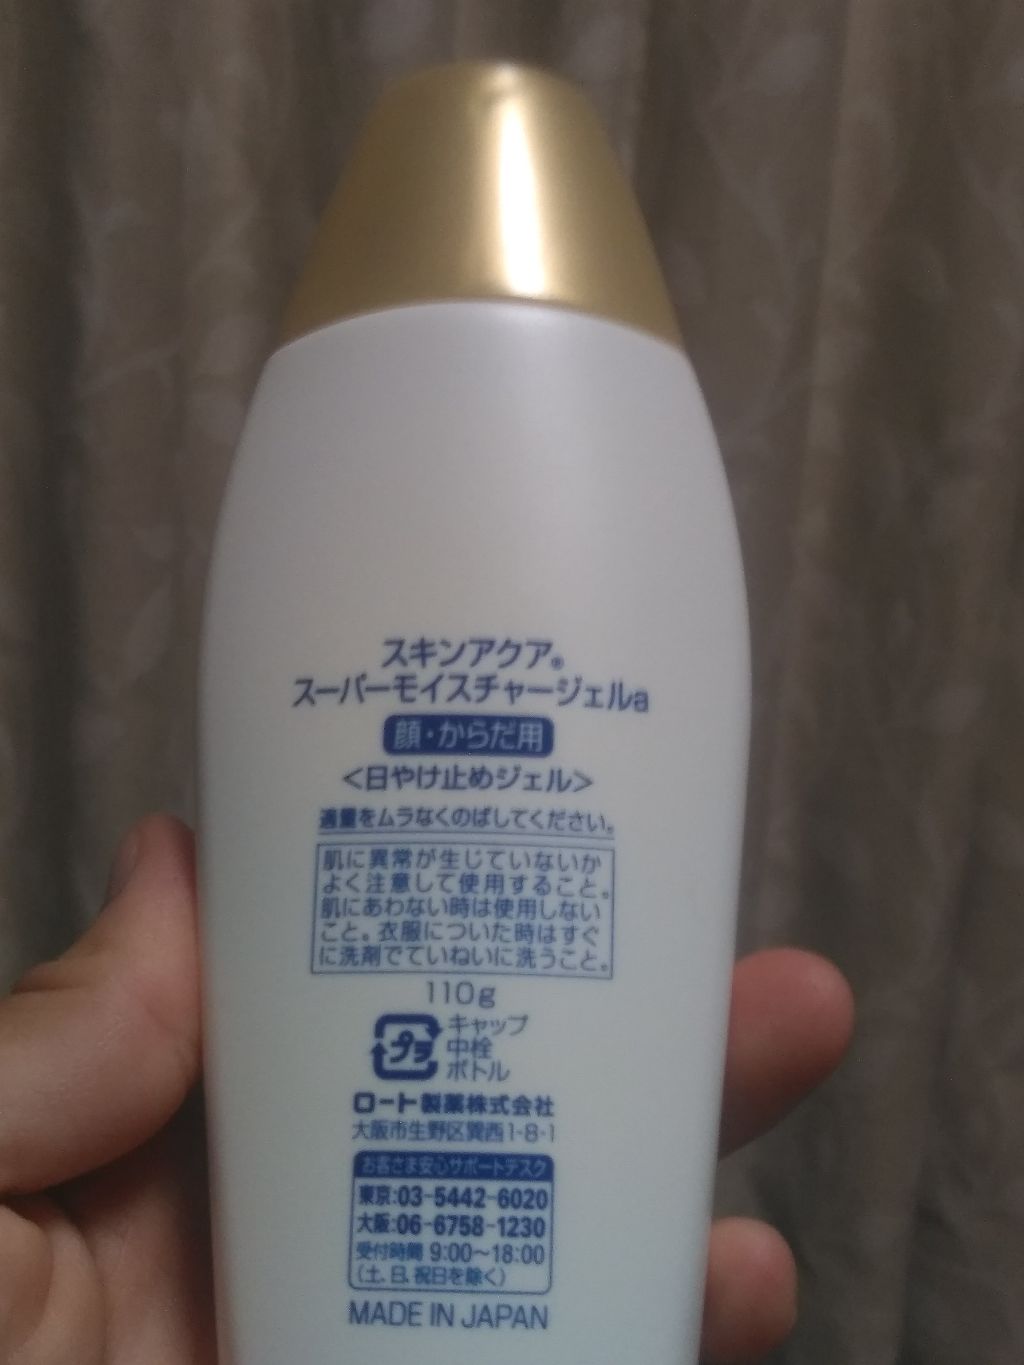 スキンアクア®
スーパーモイスチャージェルa
顔・からだ用
<日やけ止めジェル>
適量をムラなくのばしてください。
肌に異常が生じていないか
よく注意して使用すること。
肌にあわない時は使用しない
こと。衣服についた時はすぐ
に洗剤でていねいに洗うこと。
110g
プラ
キャップ
中栓
ボトル
ロート製薬株式会社
大阪市生野区巽西1-8-1
お客さま安心サポートデスク
東京:03-5442-6020
大阪:06-6758-1230
受付時間 9:00〜18:00
(土、日、祝日を除く)
MADE IN JAPAN